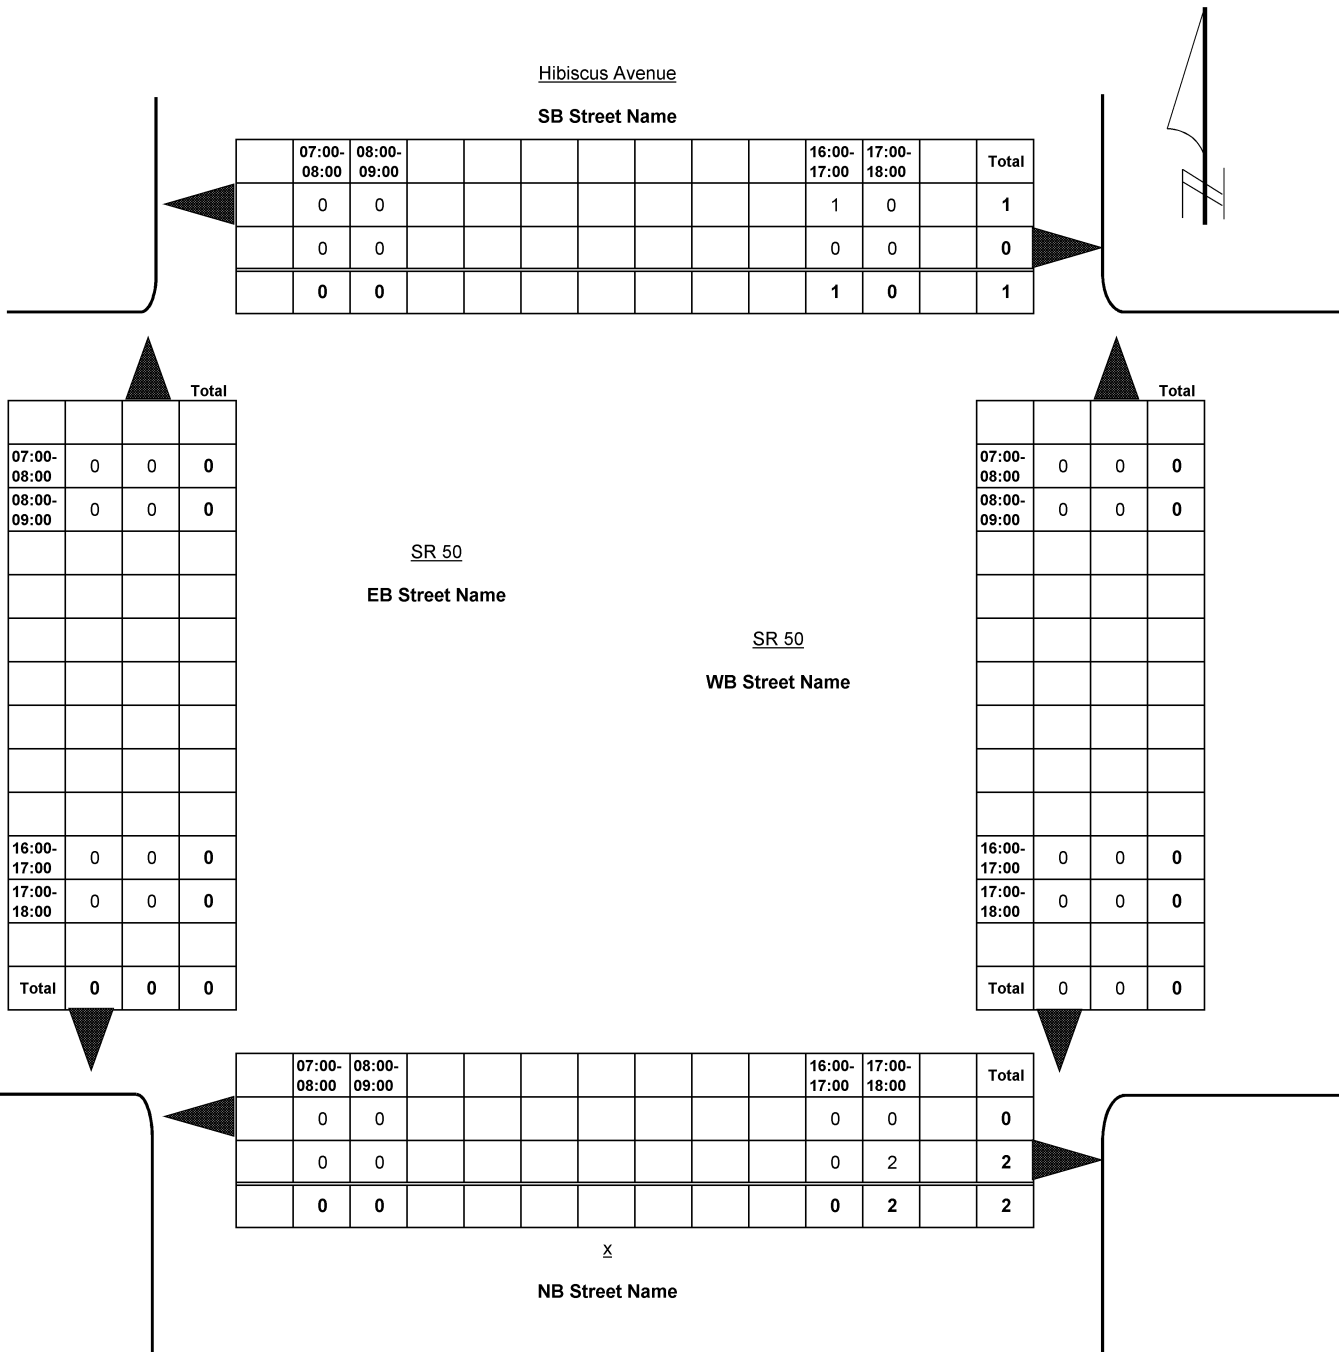 Hibiscus Avenue
SB Street Name
07:00- 08:00- 16:00- 17:00- Total
08:00 09:00 17:00 18:00
0 0 1 0 1
0 0 0 0 0
0 0 1 0 1
Total
07:00-
08:00 0 0 0
08:00-
09:00 0 0 0
16:00-
17:00 0 0 0
17:00-
18:00 0 0 0
Total 0 0 0
SR 50
EB Street Name
SR 50
WB Street Name
Total
07:00-
08:00 0 0 0
08:00-
09:00 0 0 0
16:00-
17:00 0 0 0
17:00-
18:00 0 0 0
Total 0 0 0
07:00- 08:00- 16:00- 17:00- Total
08:00 09:00 17:00 18:00
0 0 0 0 0
0 0 0 2 2
0 0 0 2 2
x
NB Street Name